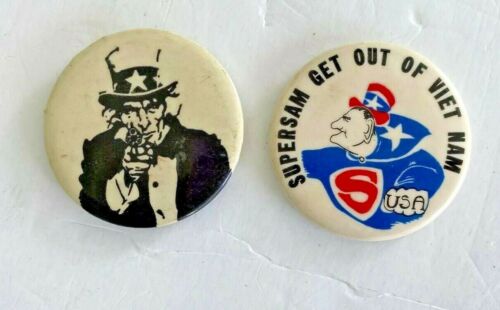 SUPERSAM GET OUT OF VIET NAM
S
USA